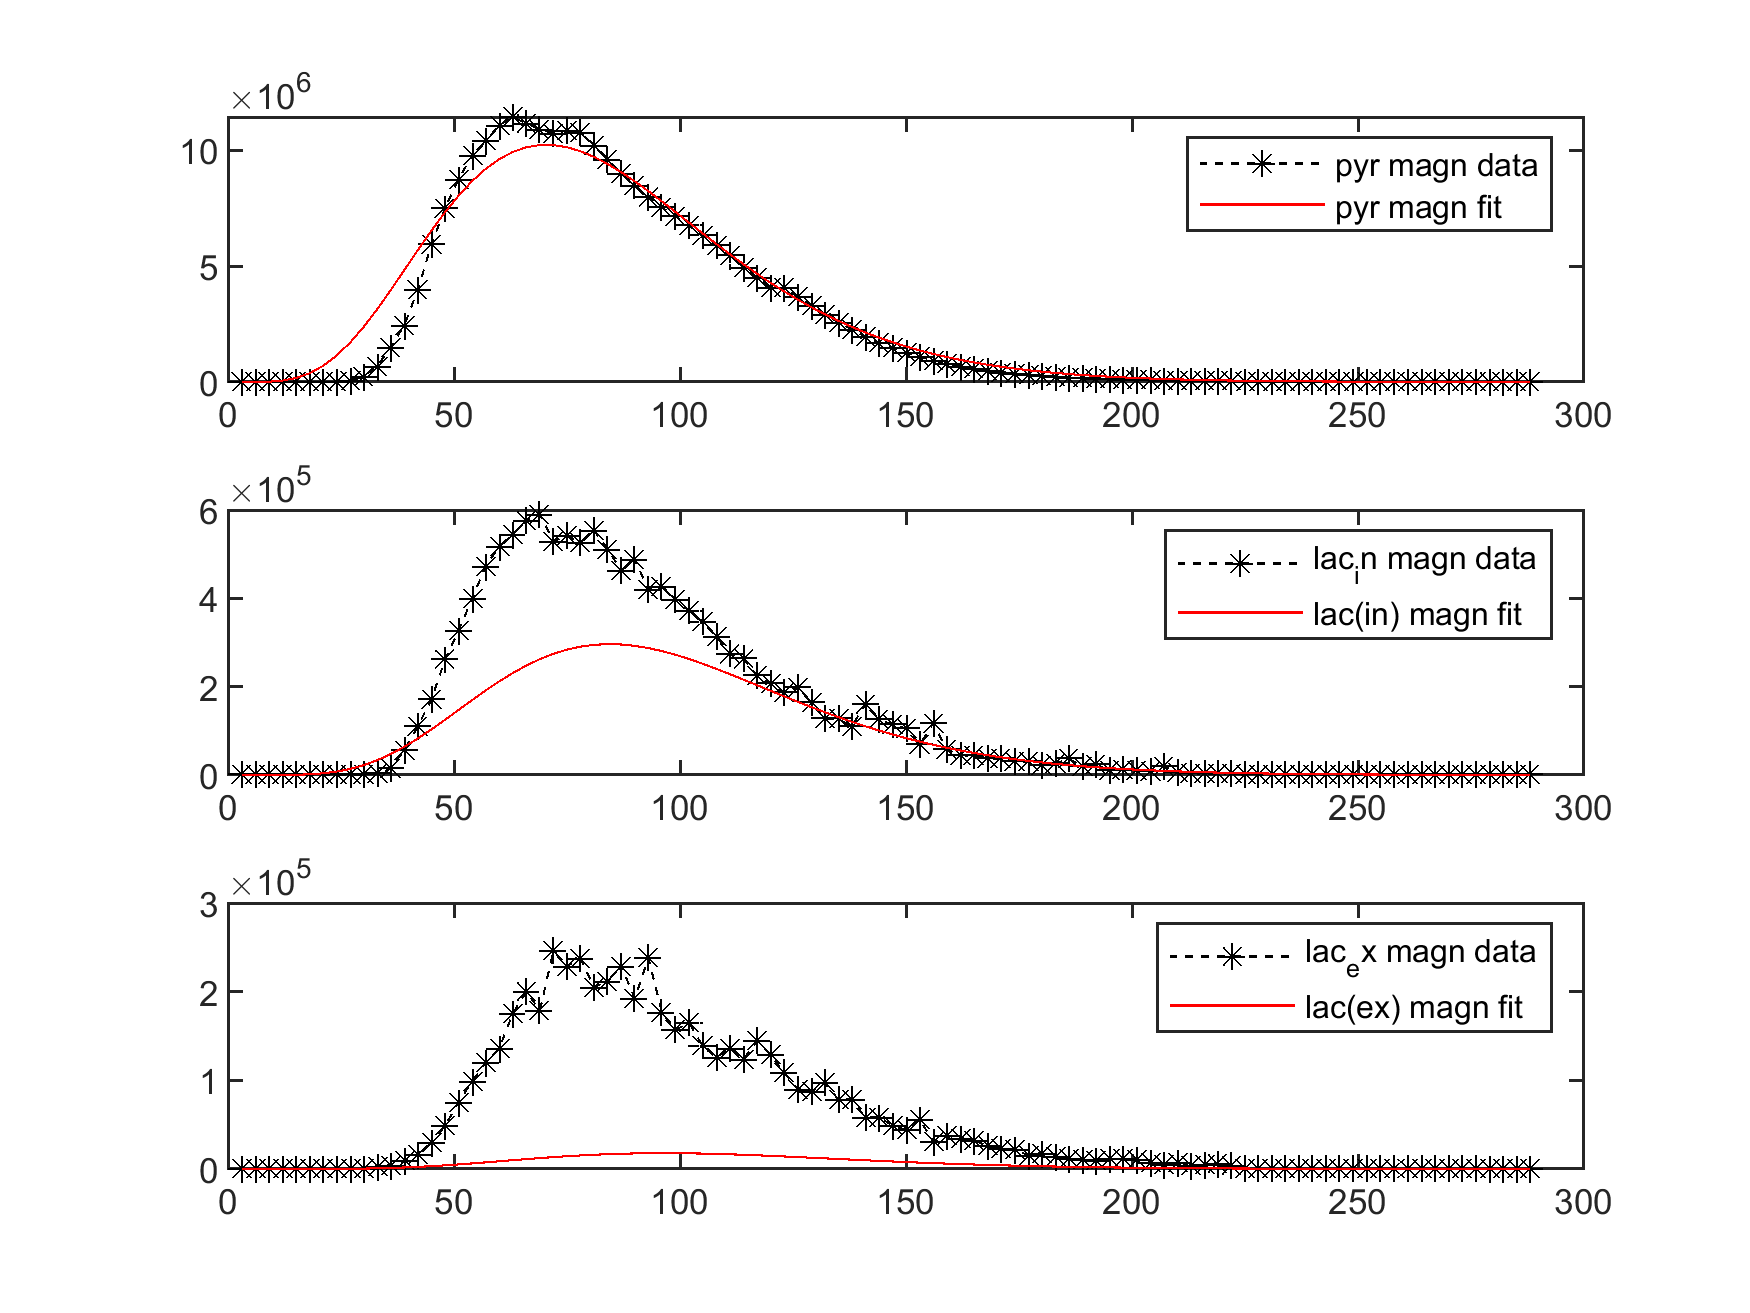 ×10^6
10
5
0
0 50 100 150 200 250 300
pyr magn data
pyr magn fit
×10^5
6
4
2
0
0 50 100 150 200 250 300
lac_in magn data
lac(in) magn fit
×10^5
3
2
1
0
0 50 100 150 200 250 300
lac_ex magn data
lac(ex) magn fit